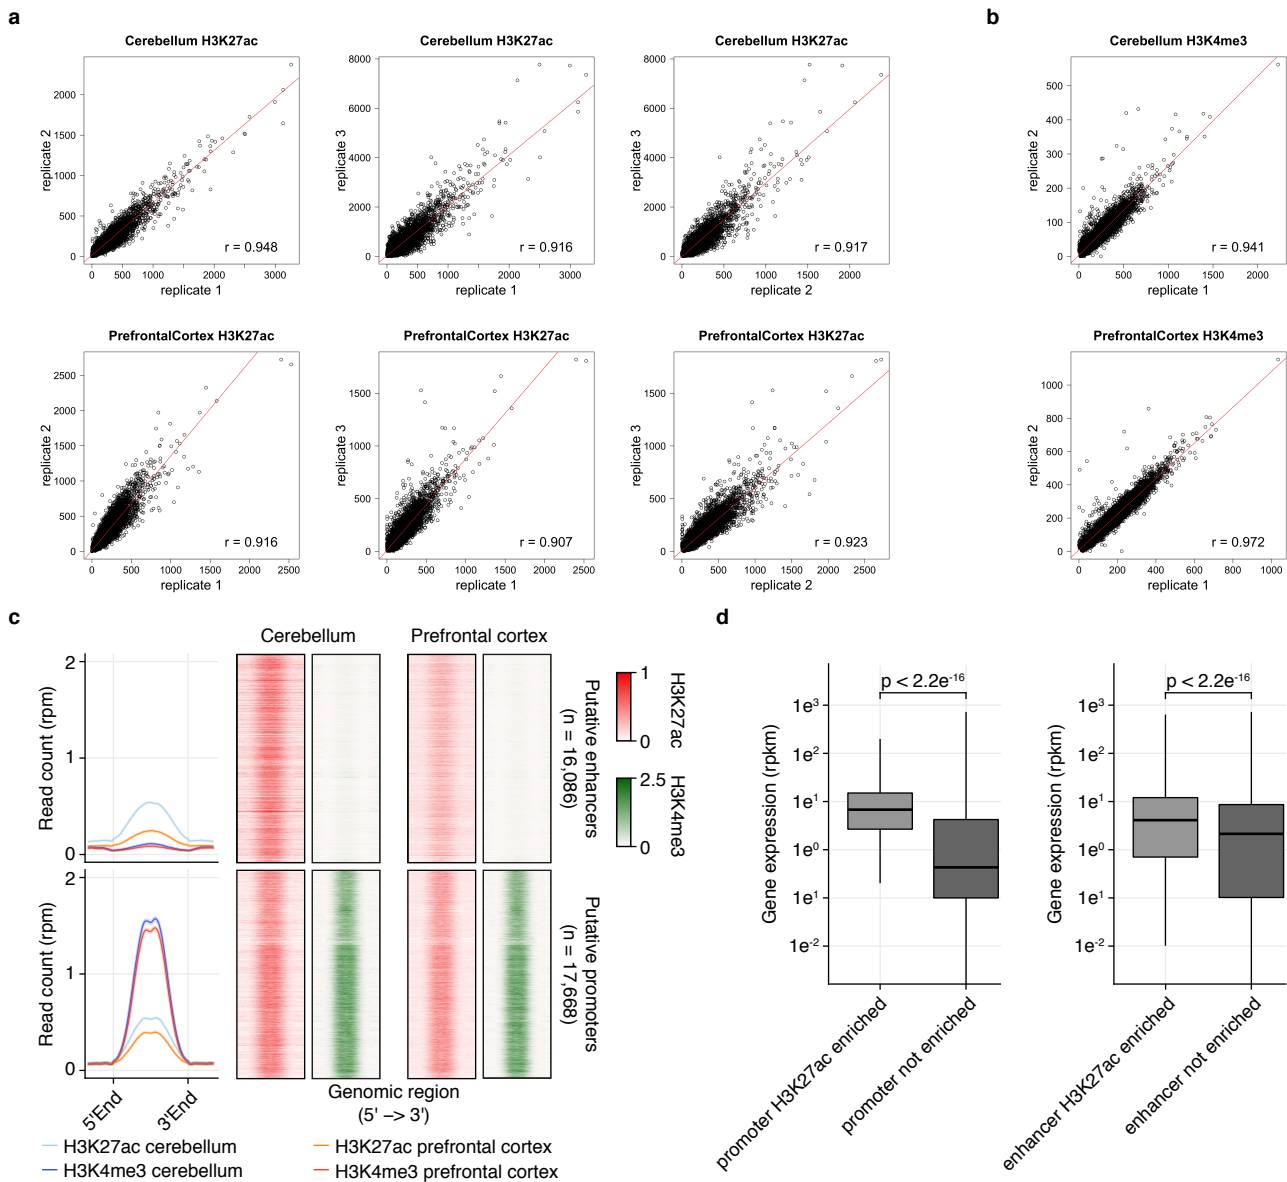 a
b
Cerebellum H3K27ac
Cerebellum H3K27ac
Cerebellum H3K27ac
Cerebellum H3K4me3
replicate 2
2000
1500
1000
500
0
r = 0.948
0 500 1000 2000 3000
replicate 1
replicate 3
8000
6000
4000
2000
0
r = 0.916
0 500 1000 2000 3000
replicate 1
replicate 3
8000
6000
4000
2000
0
r = 0.917
0 500 1000 1500 2000
replicate 2
replicate 2
500
400
300
200
100
0
r = 0.941
0 500 1000 1500 2000
replicate 1
PrefrontalCortex H3K27ac
PrefrontalCortex H3K27ac
PrefrontalCortex H3K27ac
PrefrontalCortex H3K4me3
replicate 2
2500
2000
1500
1000
500
0
r = 0.916
0 500 1000 1500 2000 2500
replicate 1
replicate 3
1500
1000
500
0
r = 0.907
0 500 1000 1500 2000 2500
replicate 1
replicate 3
1500
1000
500
0
r = 0.923
0 500 1000 1500 2000 2500
replicate 2
replicate 2
1000
800
600
400
200
0
r = 0.972
0 200 400 600 800 1000
replicate 1
c
Cerebellum
Prefrontal cortex
Read count (rpm)
2
1
0
Putative enhancers
(n = 16,086)
1
0
H3K27ac
2.5
0
H3K4me3
Read count (rpm)
2
1
0
Putative promoters
(n = 17,668)
5'End
3'End
Genomic region
(5' –> 3')
H3K27ac cerebellum
H3K27ac prefrontal cortex
H3K4me3 cerebellum
H3K4me3 prefrontal cortex
d
Gene expression (rpkm)
1e3
1e2
1e1
1e0
1e-1
1e-2
p < 2.2e-16
promoter H3K27ac enriched
promoter not enriched
Gene expression (rpkm)
1e3
1e2
1e1
1e0
1e-1
1e-2
p < 2.2e-16
enhancer H3K27ac enriched
enhancer not enriched